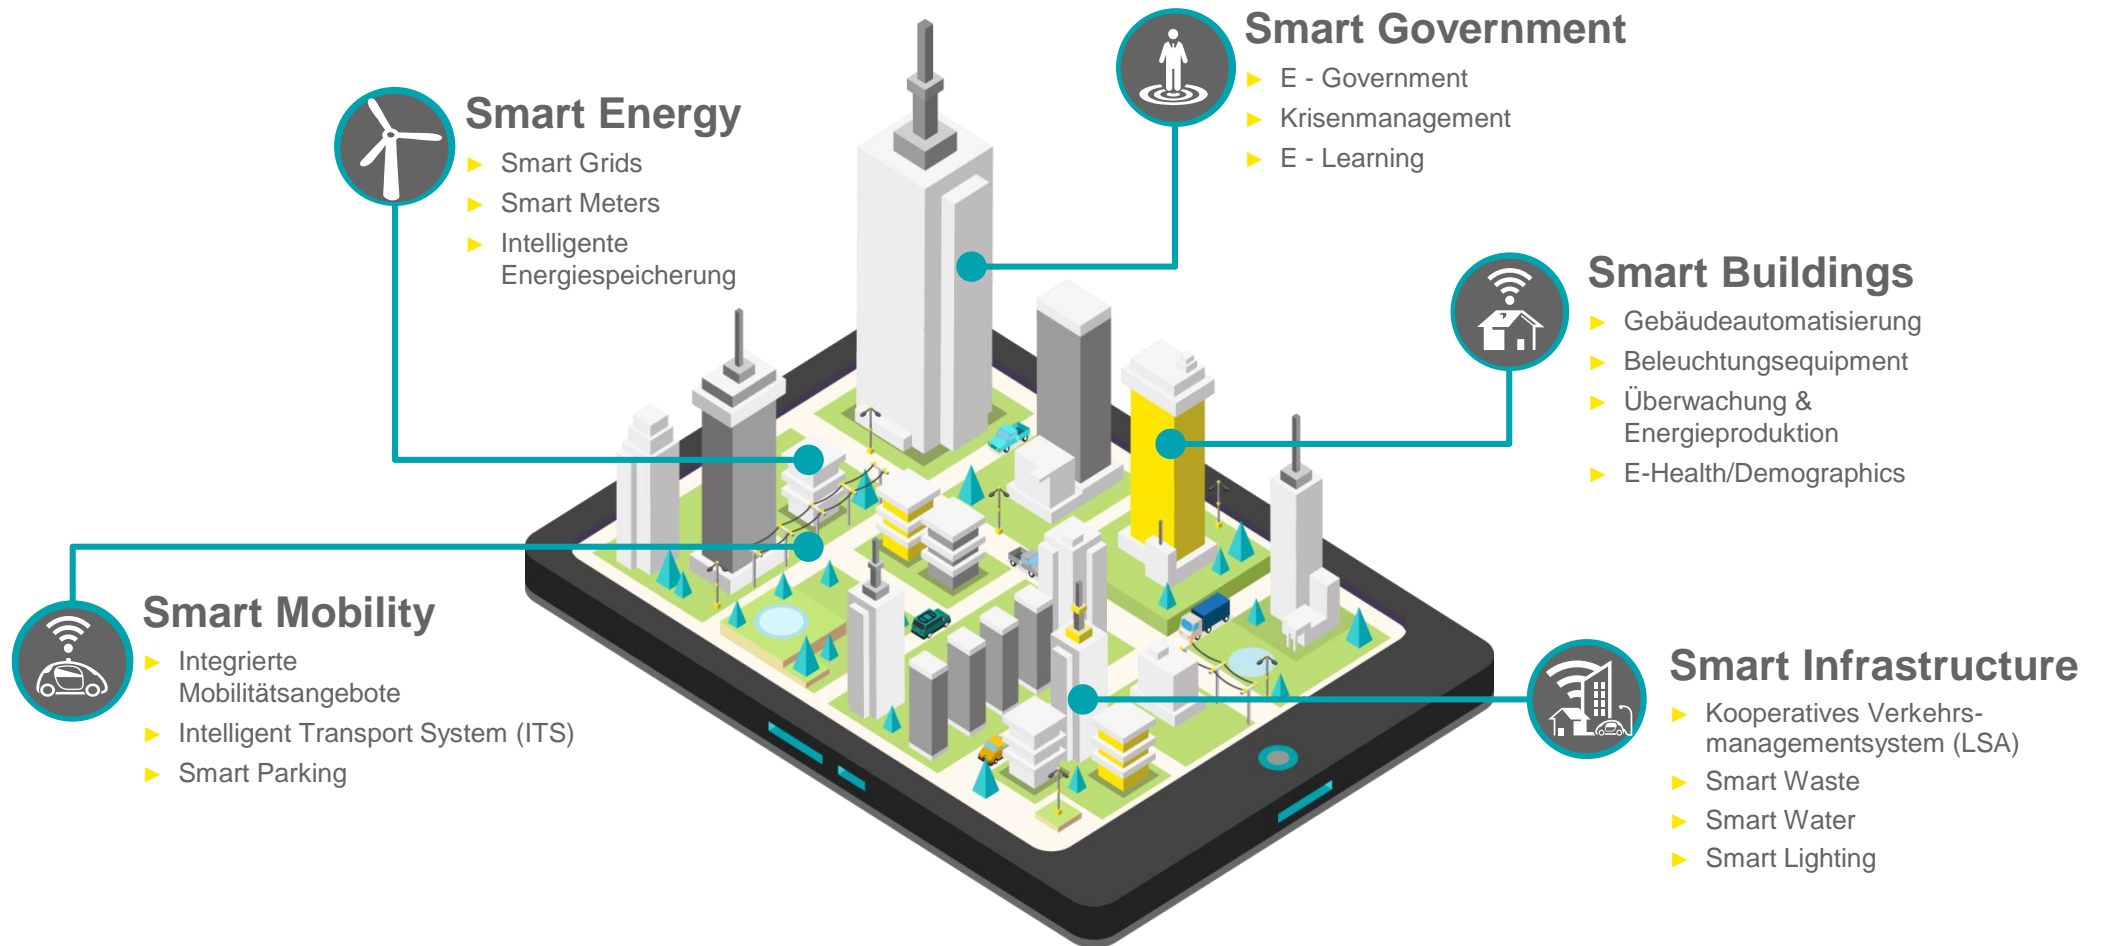 Smart Government
► E - Government
► Krisenmanagement
► E - Learning
Smart Energy
► Smart Grids
► Smart Meters
► Intelligente
Energiespeicherung
Smart Buildings
► Gebäudeautomatisierung
► Beleuchtungsequipment
► Überwachung &
Energieproduktion
► E-Health/Demographics
Smart Mobility
► Integrierte
Mobilitätsangebote
► Intelligent Transport System (ITS)
► Smart Parking
Smart Infrastructure
► Kooperatives Verkehrs-
managementsystem (LSA)
► Smart Waste
► Smart Water
► Smart Lighting